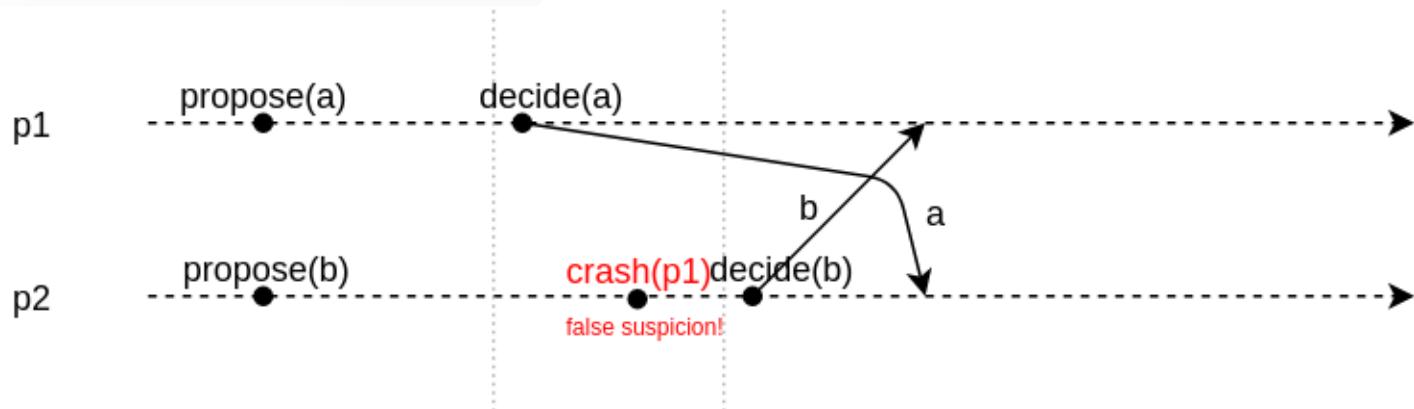 propose(a)
decide(a)
p1
b
a
propose(b)
crash(p1)
decide(b)
p2
false suspicion!